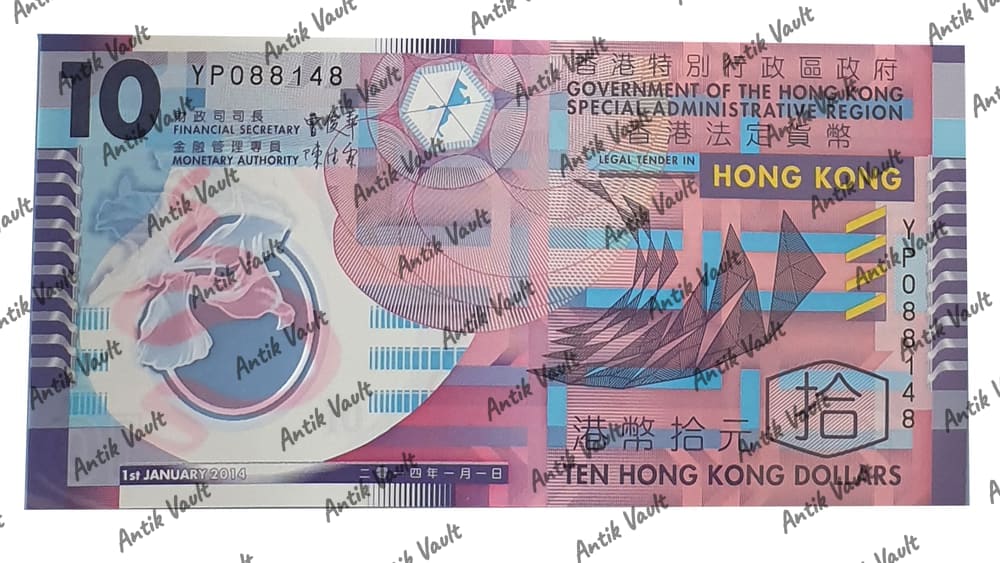 10
YP088148
財政司司長
FINANCIAL SECRETARY
金融管理專員
MONETARY AUTHORITY
香港特別行政區政府
GOVERNMENT OF THE HONG KONG
SPECIAL ADMINISTRATIVE REGION
香港法定貨幣
LEGAL TENDER IN
HONG KONG
YP088148
拾
港幣拾元
TEN HONG KONG DOLLARS
1st JANUARY 2014
二零一四年一月一日
Antik Vault